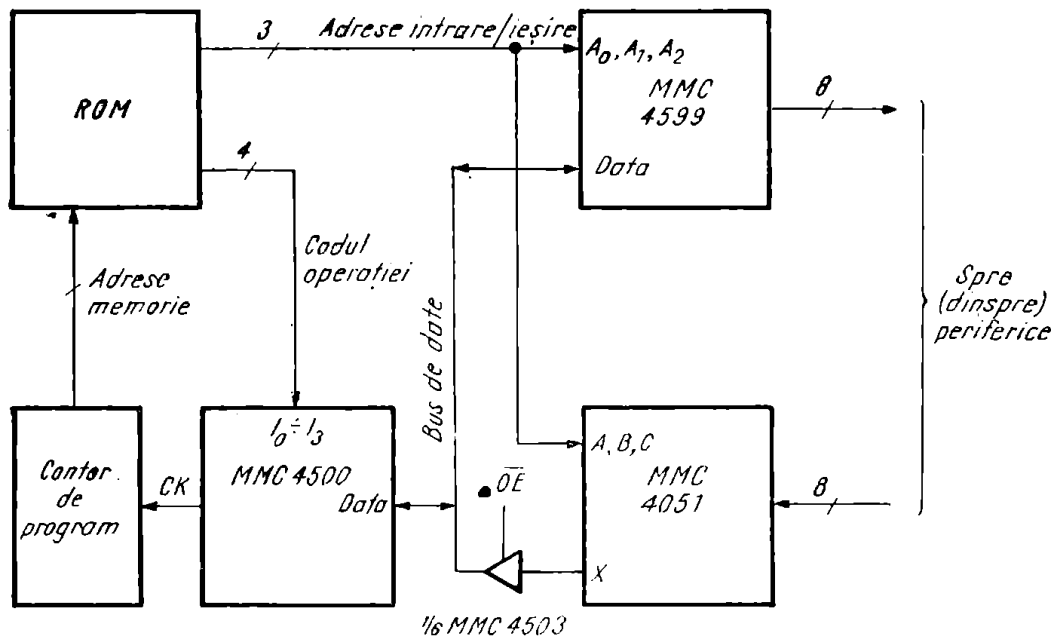 3
Adrese intrare/ieșire
ROM
A₀, A₁, A₂
MMC
4599
8
4
Data
Codul
operației
Adrese
memorie
Bus de date
Spre
(dinspre)
periferice
I₀ ÷ I₃
MMC 4500
Data
Contor
de
program
CK
OE
A, B, C
MMC
4051
8
X
1/6 MMC 4503